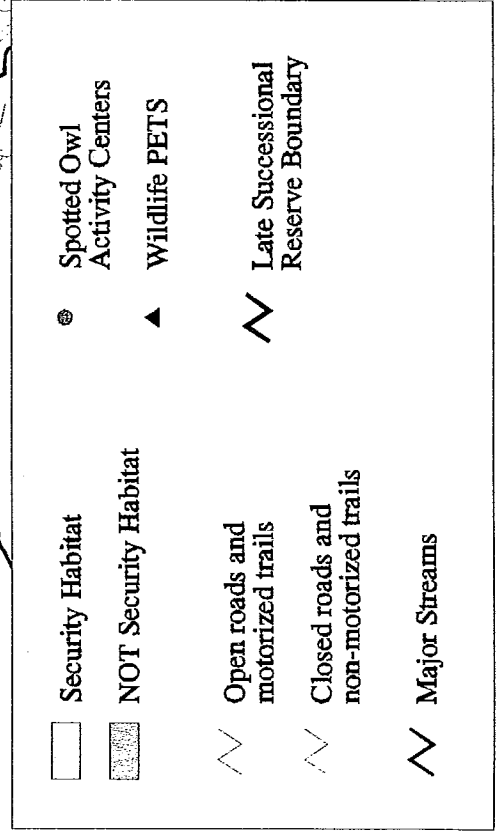 Security Habitat
NOT Security Habitat
Open roads and
motorized trails
Closed roads and
non-motorized trails
Major Streams
Spotted Owl
Activity Centers
Wildlife PETS
Late Successional
Reserve Boundary